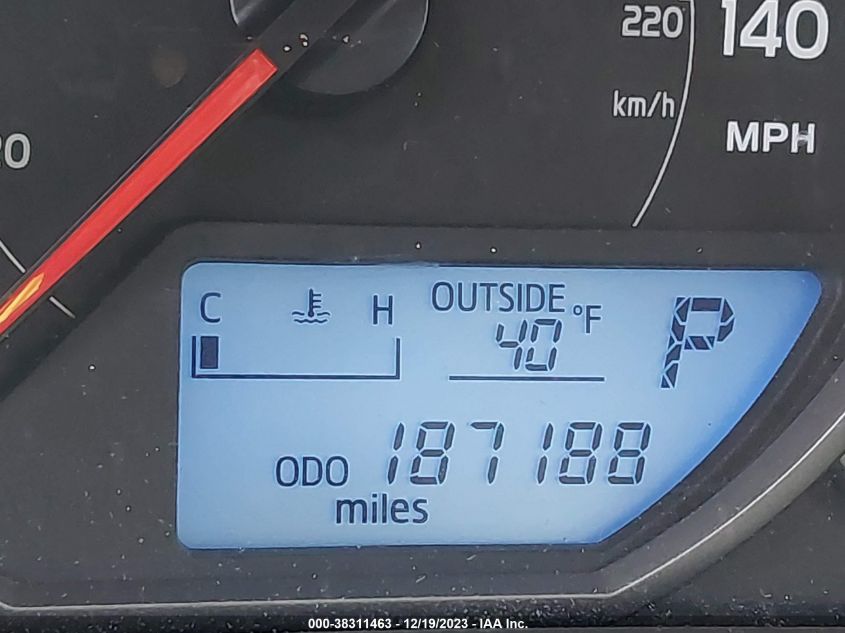 220
140
km/h
MPH
20
C H OUTSIDE
40 °F
P
ODO 187188
miles
000-38311463 - 12/19/2023 - IAA Inc.